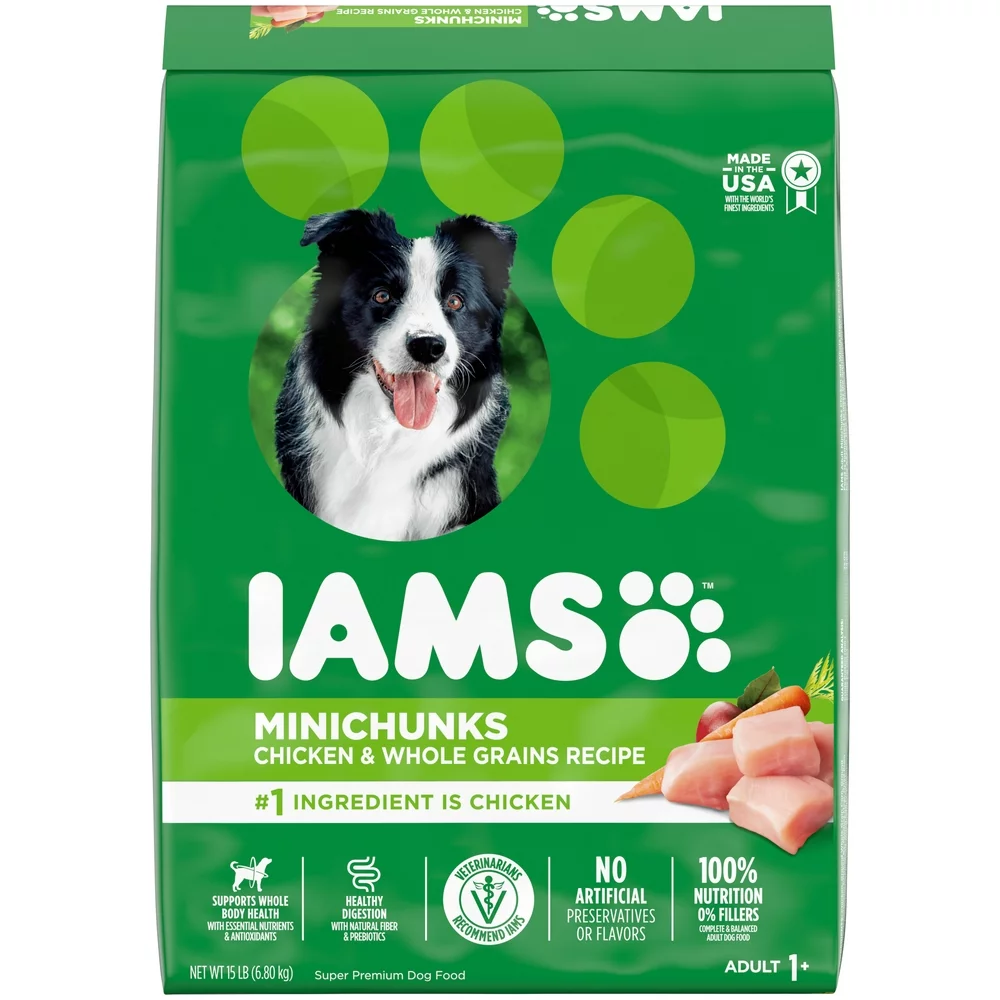 MINICHUNKS
CHICKEN & WHOLE GRAINS RECIPE
IAMS
MADE
IN THE
USA
WITH THE WORLD'S
FINEST INGREDIENTS
IAMS™
MINICHUNKS
CHICKEN & WHOLE GRAINS RECIPE
#1 INGREDIENT IS CHICKEN
SUPPORTS WHOLE
BODY HEALTH
WITH ESSENTIAL NUTRIENTS
& ANTIOXIDANTS
HEALTHY
DIGESTION
WITH NATURAL FIBER
& PREBIOTICS
VETERINARIANS
V
RECOMMEND IAMS
NO
ARTIFICIAL
PRESERVATIVES
OR FLAVORS
100%
NUTRITION
0% FILLERS
COMPLETE & BALANCED
ADULT DOG FOOD
NET WT 15 LB (6.80 kg)
Super Premium Dog Food
ADULT 1+